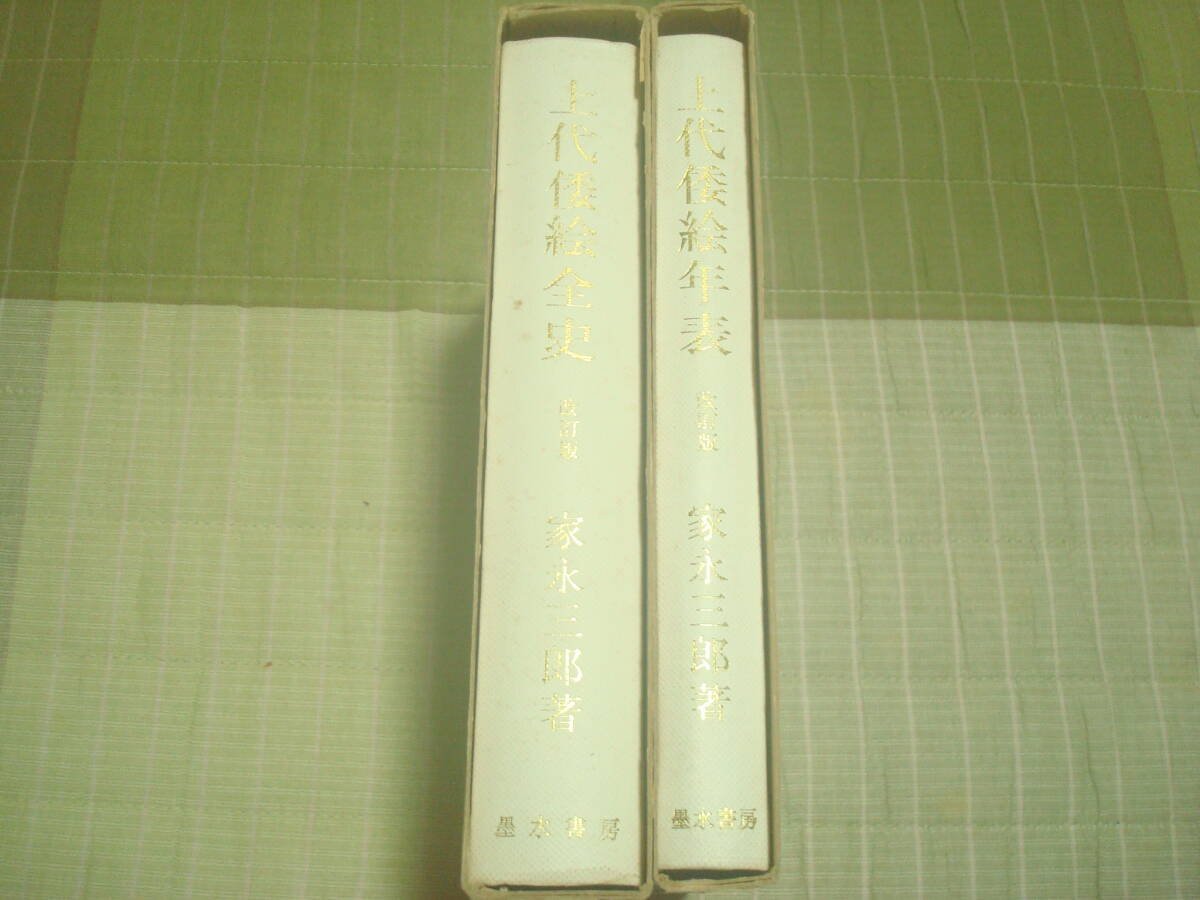 上代倭絵全史
改訂版
家永三郎著
墨水書房
上代倭絵年表
改訂版
家永三郎著
墨水書房